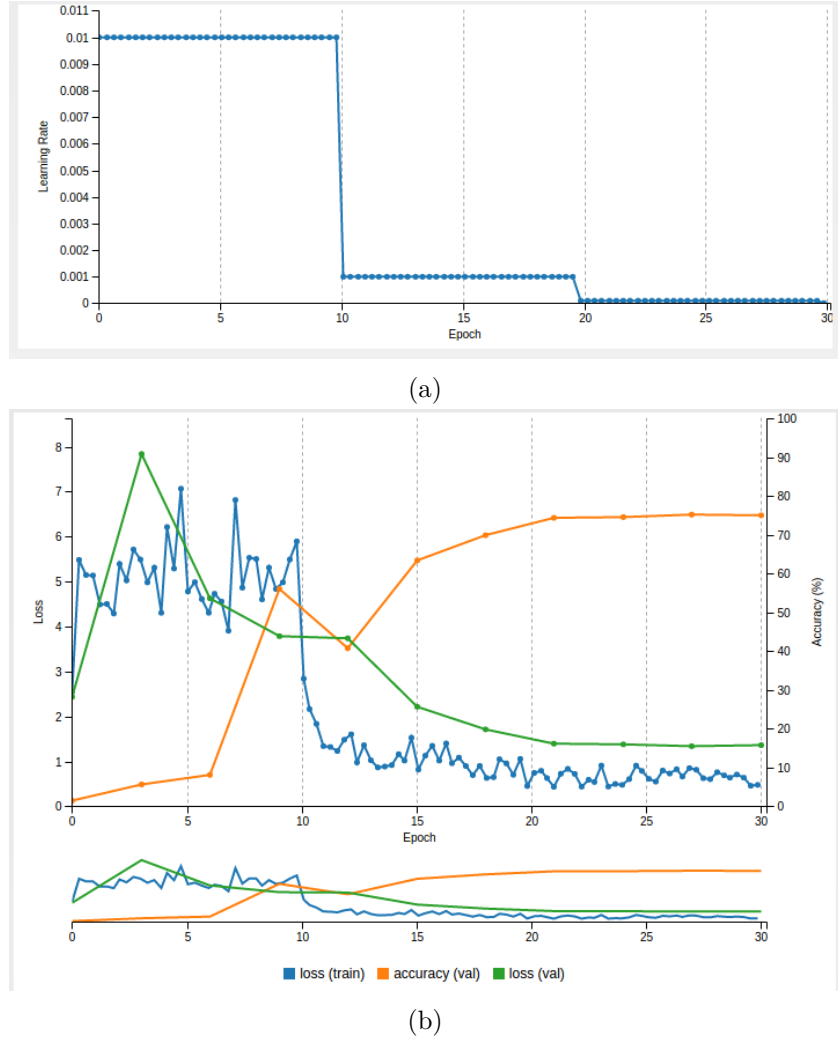 0.011
0.01
0.009
0.008
0.007
0.006
0.005
0.004
0.003
0.002
0.001
0
Learning Rate
0 5 10 15 20 25 30
Epoch
(a)
8
7
6
5
4
3
2
1
0
Loss
100
90
80
70
60
50
40
30
20
10
0
Accuracy (%)
0 5 10 15 20 25 30
Epoch
0 5 10 15 20 25 30
loss (train) accuracy (val) loss (val)
(b)